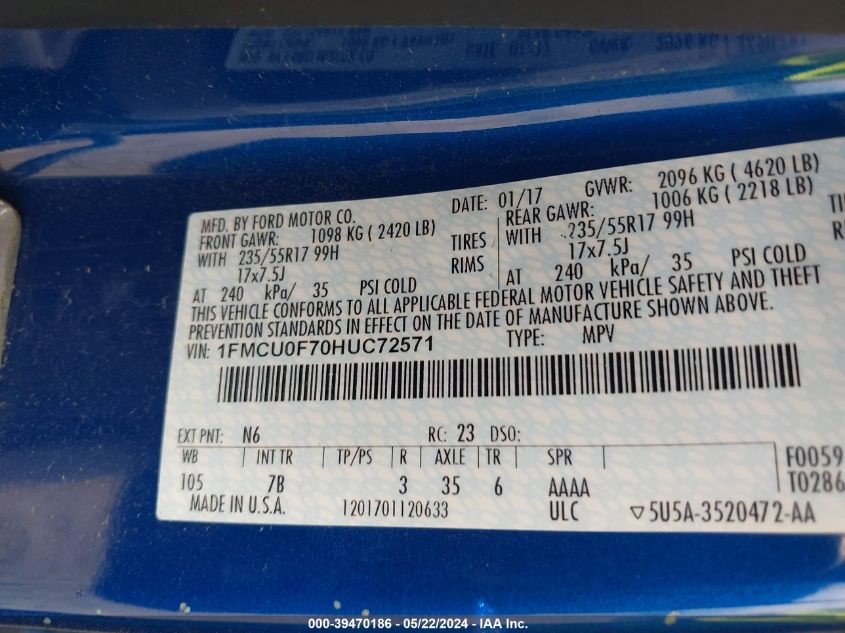 MFD. BY FORD MOTOR CO. DATE: 01/17 GVWR: 2096 KG ( 4620 LB)
FRONT GAWR: 1098 KG ( 2420 LB) REAR GAWR: 1006 KG ( 2218 LB)
WITH 235/55R17 99H TIRES WITH 235/55R17 99H
17x7.5J RIMS 17x7.5J
AT 240 kPa/ 35 PSI COLD AT 240 kPa/ 35 PSI COLD
THIS VEHICLE CONFORMS TO ALL APPLICABLE FEDERAL MOTOR VEHICLE SAFETY AND THEFT
PREVENTION STANDARDS IN EFFECT ON THE DATE OF MANUFACTURE SHOWN ABOVE.
VIN: 1FMCU0F70HUC72571 TYPE: MPV
EXT PNT: N6 RC: 23 DSO:
WB INT TR TP/PS R AXLE TR SPR F0059
105 7B 3 35 6 AAAA T0286
MADE IN U.S.A. 1201701120633 ULC ▽5U5A-3520472-AA
000-39470186 - 05/22/2024 - IAA Inc.